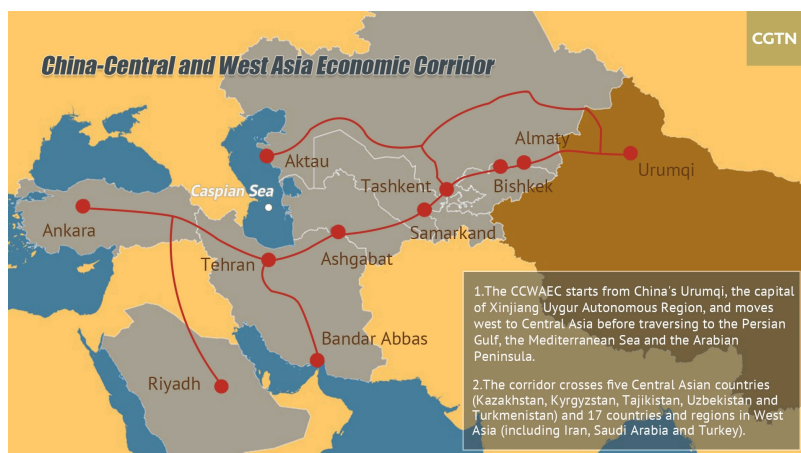 CGTN
China-Central and West Asia Economic Corridor
Almaty
Aktau
Urumqi
Tashkent
Bishkek
Caspian Sea
Ankara
Samarkand
Tehran
Ashgabat
Bandar Abbas
Riyadh
1.The CCWAEC starts from China's Urumqi, the capital
of Xinjiang Uygur Autonomous Region, and moves
west to Central Asia before traversing to the Persian
Gulf, the Mediterranean Sea and the Arabian
Peninsula.
2.The corridor crosses five Central Asian countries
(Kazakhstan, Kyrgyzstan, Tajikistan, Uzbekistan and
Turkmenistan) and 17 countries and regions in West
Asia (including Iran, Saudi Arabia and Turkey).